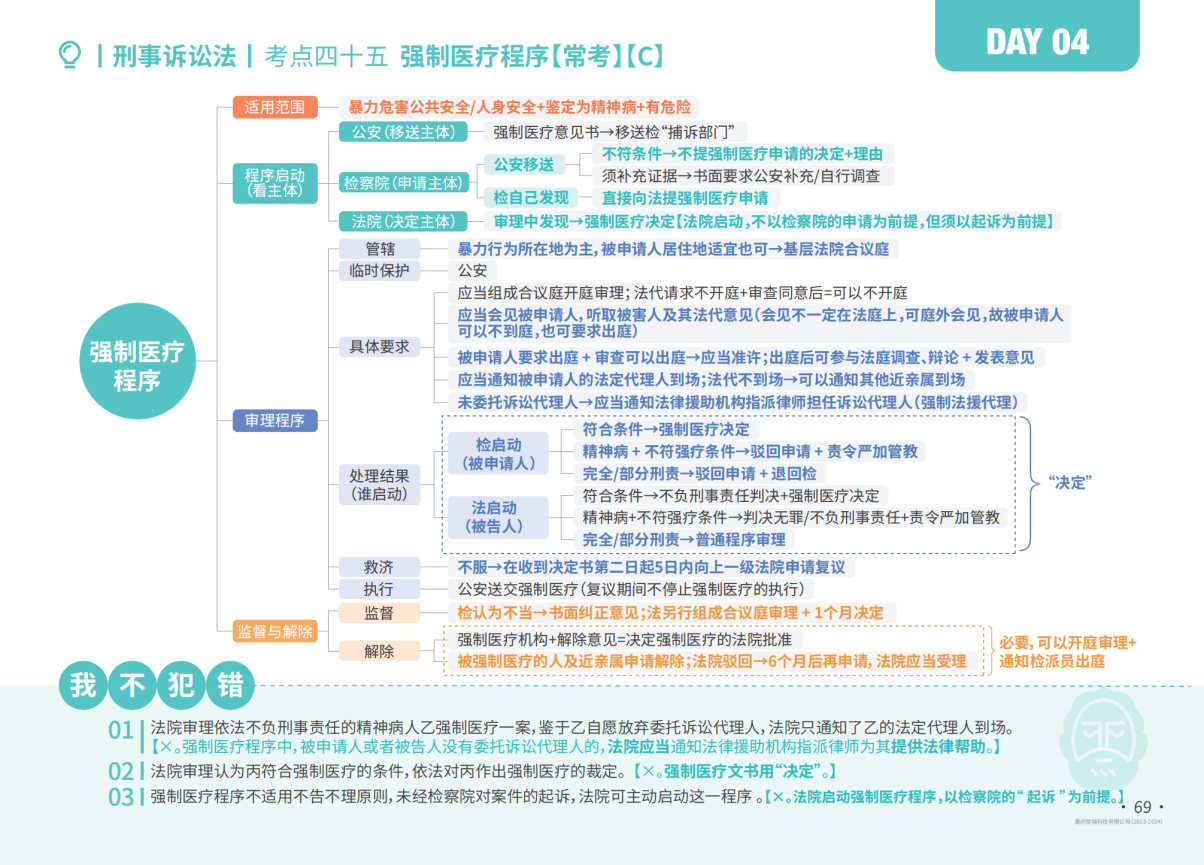 DAY 04
| 刑事诉讼法 | 考点四十五 强制医疗程序【常考】【C】
强制医疗
程序
适用范围
暴力危害公共安全/人身安全+鉴定为精神病+有危险
程序启动
(看主体)
公安(移送主体)
强制医疗意见书→移送检“捕诉部门”
检察院(申请主体)
公安移送
不符条件→不提强制医疗申请的决定+理由
须补充证据→书面要求公安补充/自行调查
检自己发现
直接向法提强制医疗申请
法院(决定主体)
审理中发现→强制医疗决定【法院启动,不以检察院的申请为前提,但须以起诉为前提】
审理程序
管辖
暴力行为所在地为主,被申请人居住地适宜也可→基层法院合议庭
临时保护
公安
具体要求
应当组成合议庭开庭审理;法代请求不开庭+审查同意后=可以不开庭
应当会见被申请人,听取被害人及其法代意见(会见不一定在法庭上,可庭外会见,故被申请人
可以不到庭,也可要求出庭)
被申请人要求出庭 + 审查可以出庭→应当准许;出庭后可参与法庭调查、辩论 + 发表意见
应当通知被申请人的法定代理人到场;法代不到场→可以通知其他近亲属到场
未委托诉讼代理人→应当通知法律援助机构指派律师担任诉讼代理人(强制法援代理)
处理结果
(谁启动)
检启动
(被申请人)
符合条件→强制医疗决定
精神病 + 不符强疗条件→驳回申请 + 责令严加管教
完全/部分刑责→驳回申请 + 退回检
法启动
(被告人)
符合条件→不负刑事责任判决+强制医疗决定
精神病+不符强疗条件→判决无罪/不负刑事责任+责令严加管教
完全/部分刑责→普通程序审理
“决定”
救济
不服→在收到决定书第二日起5日内向上一级法院申请复议
执行
公安送交强制医疗(复议期间不停止强制医疗的执行)
监督与解除
监督
检认为不当→书面纠正意见;法另行组成合议庭审理 + 1个月决定
解除
强制医疗机构+解除意见=决定强制医疗的法院批准
被强制医疗的人及近亲属申请解除;法院驳回→6个月后再申请, 法院应当受理
必要, 可以开庭审理+
通知检派员出庭
我不犯错
01 法院审理依法不负刑事责任的精神病人乙强制医疗一案,鉴于乙自愿放弃委托诉讼代理人,法院只通知了乙的法定代理人到场。
【×。强制医疗程序中,被申请人或者被告人没有委托诉讼代理人的,法院应当通知法律援助机构指派律师为其提供法律帮助。】
02 法院审理认为丙符合强制医疗的条件,依法对丙作出强制医疗的裁定。【×。强制医疗文书用“决定”。】
03 强制医疗程序不适用不告不理原则,未经检察院对案件的起诉,法院可主动启动这一程序。【×。法院启动强制医疗程序,以检察院的“起诉”为前提。】
· 69 ·